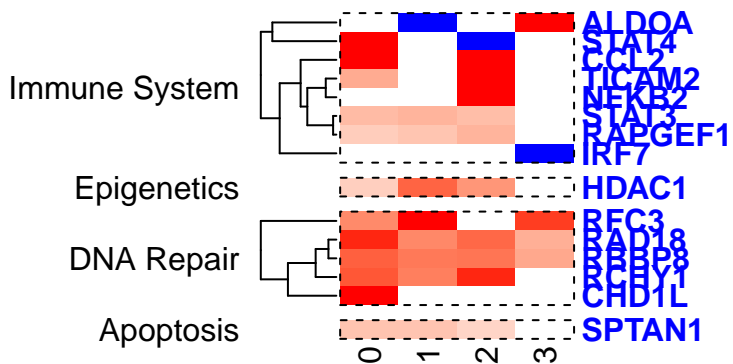 ALDOA
STAT4
CCL2
TICAM2
NFKB2
STAT3
RAPGEF1
IRF7
Immune System
Epigenetics
HDAC1
DNA Repair
RFC3
RAD18
RBBP8
RCHY1
CHD1L
Apoptosis
SPTAN1
0
1
2
3